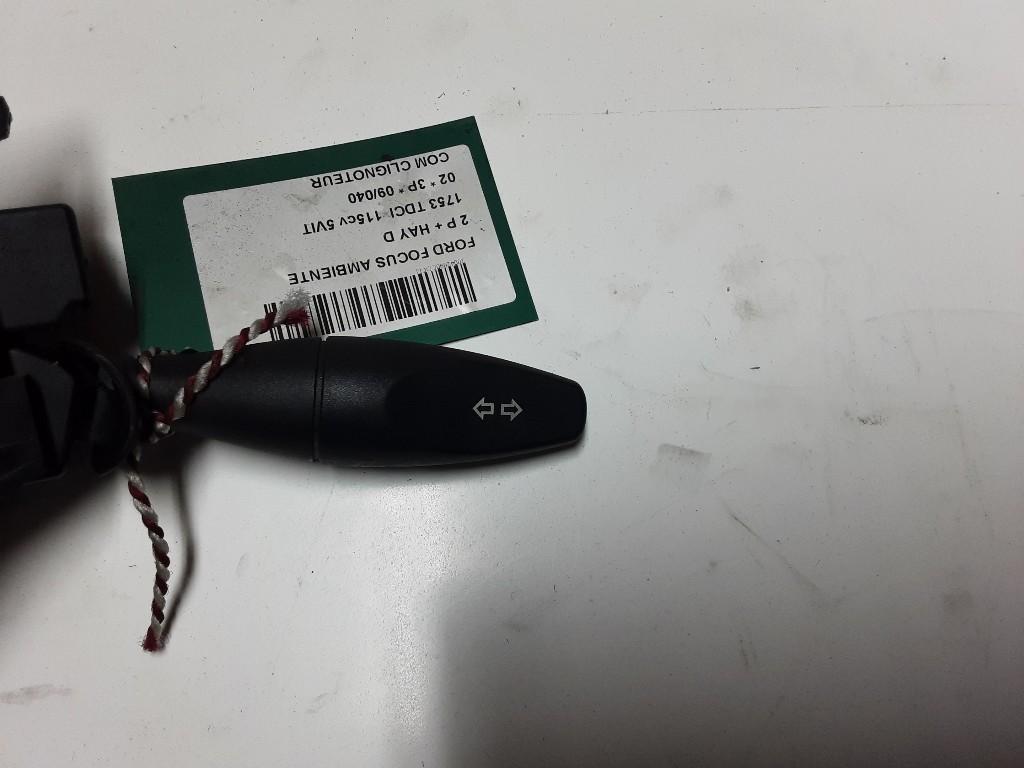 FORD FOCUS AMBIENTE
2 P + HAY D
1753 TDCI 115cv 5VIT
02 * 3P * 09/040
COM CLIGNOTEUR